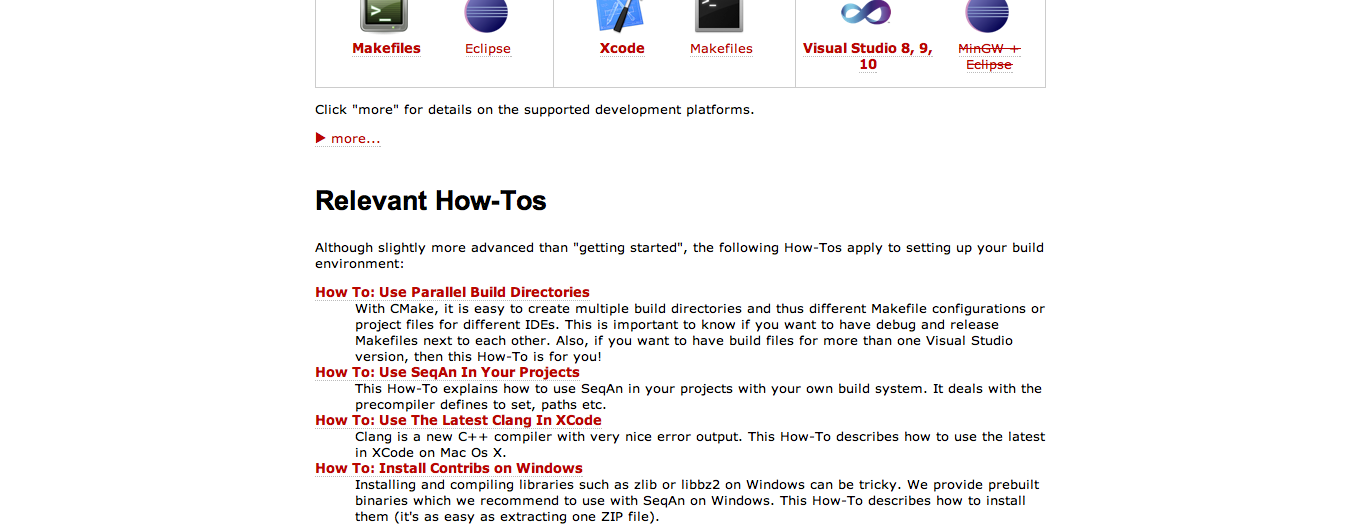 >_
Makefiles
Eclipse
Xcode
Makefiles
Visual Studio 8, 9,
10
MinGW +
Eclipse
Click "more" for details on the supported development platforms.
more...
Relevant How-Tos
Although slightly more advanced than "getting started", the following How-Tos apply to setting up your build
environment:
How To: Use Parallel Build Directories
With CMake, it is easy to create multiple build directories and thus different Makefile configurations or
project files for different IDEs. This is important to know if you want to have debug and release
Makefiles next to each other. Also, if you want to have build files for more than one Visual Studio
version, then this How-To is for you!
How To: Use SeqAn In Your Projects
This How-To explains how to use SeqAn in your projects with your own build system. It deals with the
precompiler defines to set, paths etc.
How To: Use The Latest Clang In XCode
Clang is a new C++ compiler with very nice error output. This How-To describes how to use the latest
in XCode on Mac Os X.
How To: Install Contribs on Windows
Installing and compiling libraries such as zlib or libbz2 on Windows can be tricky. We provide prebuilt
binaries which we recommend to use with SeqAn on Windows. This How-To describes how to install
them (it's as easy as extracting one ZIP file).